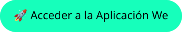 🚀 Acceder a la Aplicación We